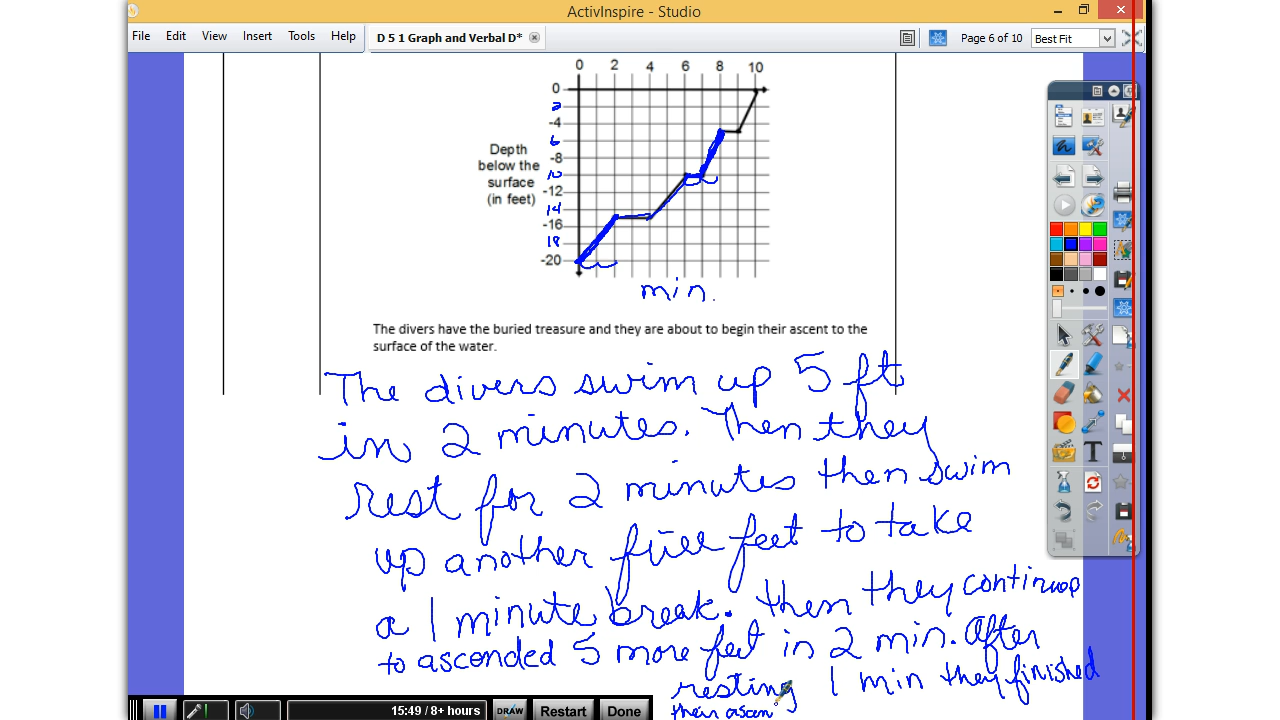 ActivInspire - Studio
File Edit View Insert Tools Help D 5 1 Graph and Verbal D* Page 6 of 10 Best Fit
0 2 4 6 8 10
0
2
-4
6
-8
10
-12
14
-16
18
-20
Depth
below the
surface
(in feet)
min.
The divers have the buried treasure and they are about to begin their ascent to the
surface of the water.
The divers swim up 5 ft
in 2 minutes. Then they
rest for 2 minutes then swim
up another five feet to take
a 1 minute break. Then they continue
to ascended 5 more feet in 2 min. After
resting 1 min they finished
their ascen
15:49 / 8+ hours DRAW Restart Done